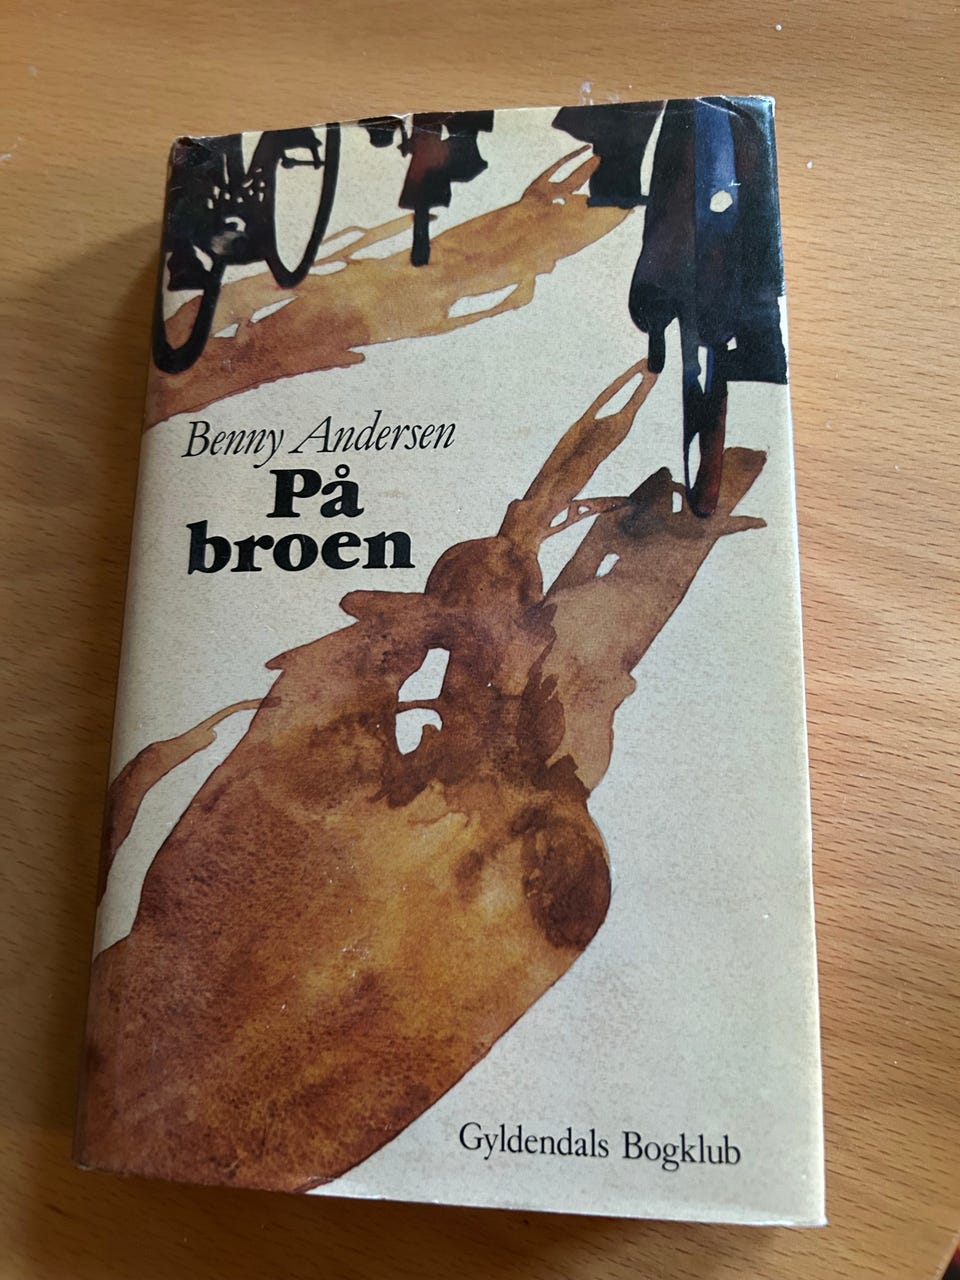 Benny Andersen
På
broen
Gyldendals Bogklub